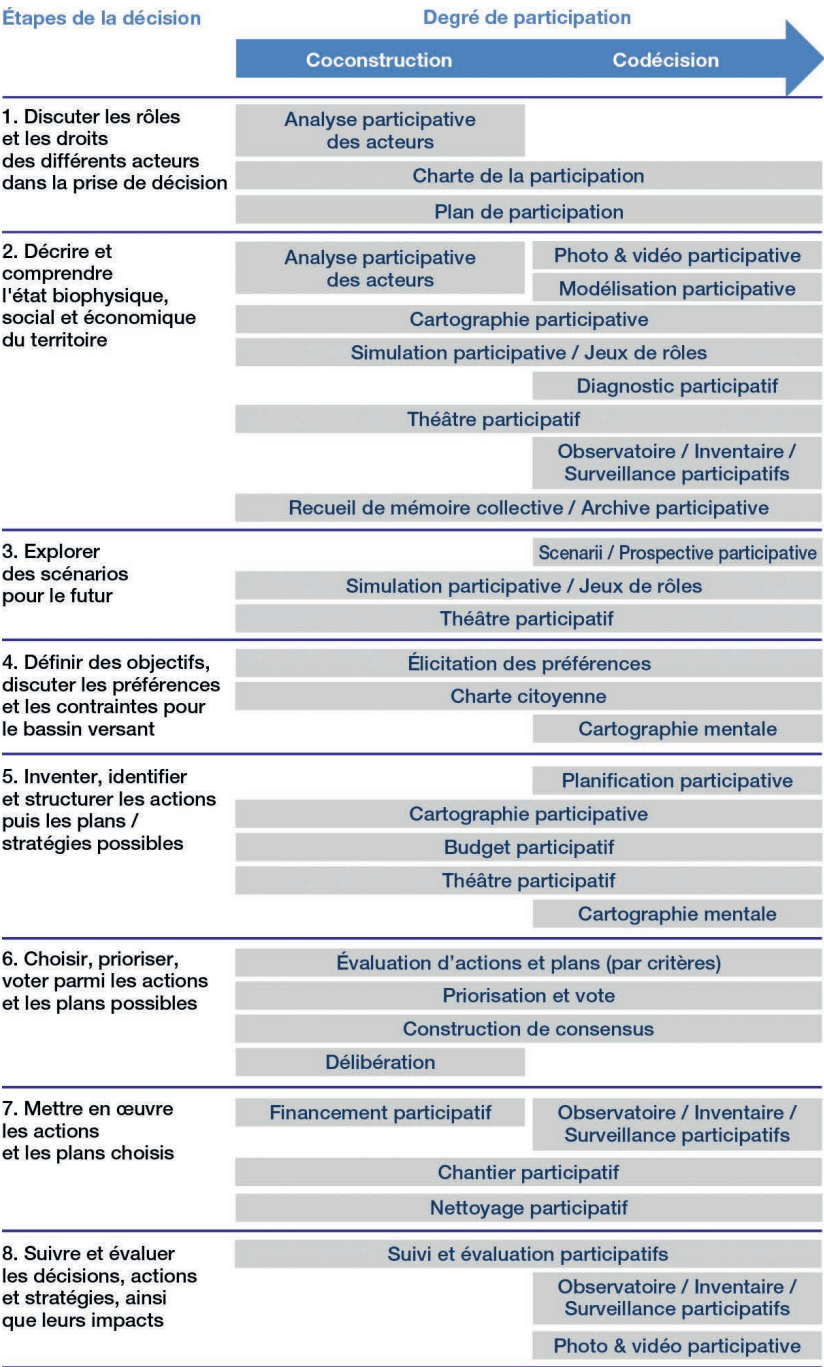 Étapes de la décision
Degré de participation
Coconstruction
Codécision
1. Discuter les rôles
et les droits
des différents acteurs
dans la prise de décision
Analyse participative
des acteurs
Charte de la participation
Plan de participation
2. Décrire et
comprendre
l'état biophysique,
social et économique
du territoire
Analyse participative
des acteurs
Photo & vidéo participative
Modélisation participative
Cartographie participative
Simulation participative / Jeux de rôles
Diagnostic participatif
Théâtre participatif
Observatoire / Inventaire /
Surveillance participatifs
Recueil de mémoire collective / Archive participative
3. Explorer
des scénarios
pour le futur
Scenarii / Prospective participative
Simulation participative / Jeux de rôles
Théâtre participatif
4. Définir des objectifs,
discuter les préférences
et les contraintes pour
le bassin versant
Élicitation des préférences
Charte citoyenne
Cartographie mentale
5. Inventer, identifier
et structurer les actions
puis les plans /
stratégies possibles
Planification participative
Cartographie participative
Budget participatif
Théâtre participatif
Cartographie mentale
6. Choisir, prioriser,
voter parmi les actions
et les plans possibles
Évaluation d’actions et plans (par critères)
Priorisation et vote
Construction de consensus
Délibération
7. Mettre en œuvre
les actions
et les plans choisis
Financement participatif
Observatoire / Inventaire /
Surveillance participatifs
Chantier participatif
Nettoyage participatif
8. Suivre et évaluer
les décisions, actions
et stratégies, ainsi
que leurs impacts
Suivi et évaluation participatifs
Observatoire / Inventaire /
Surveillance participatifs
Photo & vidéo participative